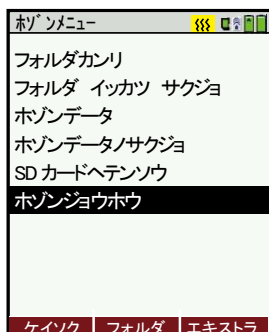 ホゾンメニュー
フォルダカンリ
フォルダ イッカツ サクジョ
ホゾンデータ
ホゾンデータノサクジョ
SDカードヘテンソウ
ホゾンジョウホウ
ケイソク フォルダ エキストラ